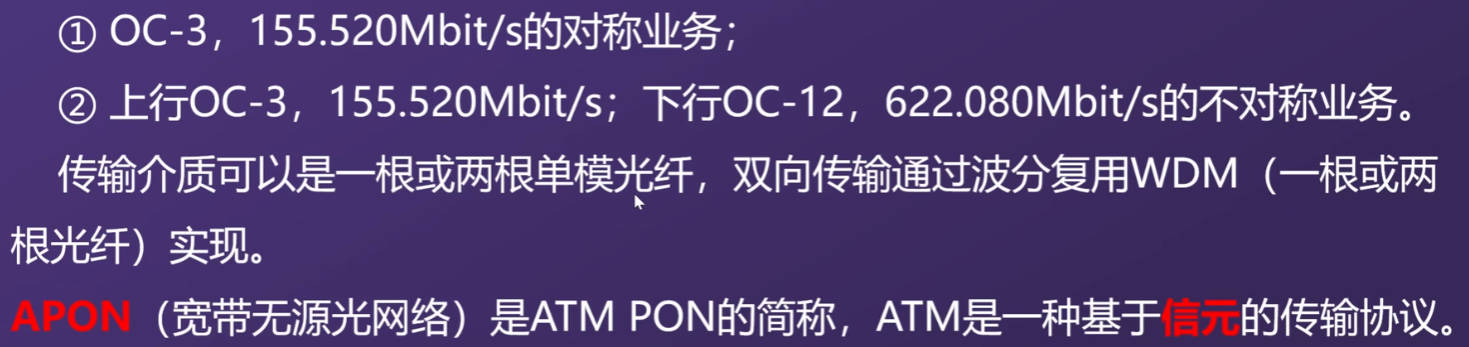 ① OC-3，155.520Mbit/s的对称业务；
② 上行OC-3，155.520Mbit/s；下行OC-12，622.080Mbit/s的不对称业务。
传输介质可以是一根或两根单模光纤，双向传输通过波分复用WDM（一根或两
根光纤）实现。
APON（宽带无源光网络）是ATM PON的简称，ATM是一种基于信元的传输协议。